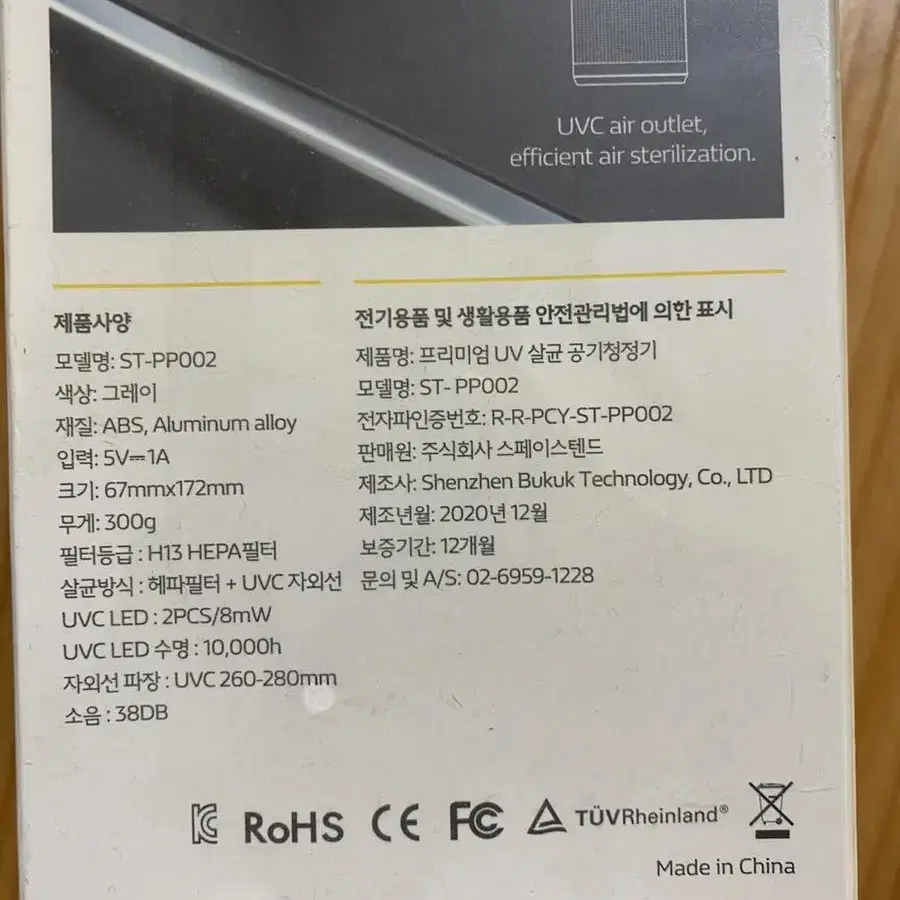 UVC air outlet,
efficient air sterilization.
제품사양
모델명: ST-PP002
색상: 그레이
재질: ABS, Aluminum alloy
입력: 5V⎓1A
크기: 67mmx172mm
무게: 300g
필터등급 : H13 HEPA필터
살균방식 : 헤파필터 + UVC 자외선
UVC LED : 2PCS/8mW
UVC LED 수명 : 10,000h
자외선 파장 : UVC 260-280mm
소음 : 38DB
전기용품 및 생활용품 안전관리법에 의한 표시
제품명: 프리미엄 UV 살균 공기청정기
모델명: ST- PP002
전자파인증번호: R-R-PCY-ST-PP002
판매원: 주식회사 스페이스텐드
제조사: Shenzhen Bukuk Technology, Co., LTD
제조년월: 2020년 12월
보증기간: 12개월
문의 및 A/S: 02-6959-1228
RoHS CE FC TÜVRheinland®
Made in China